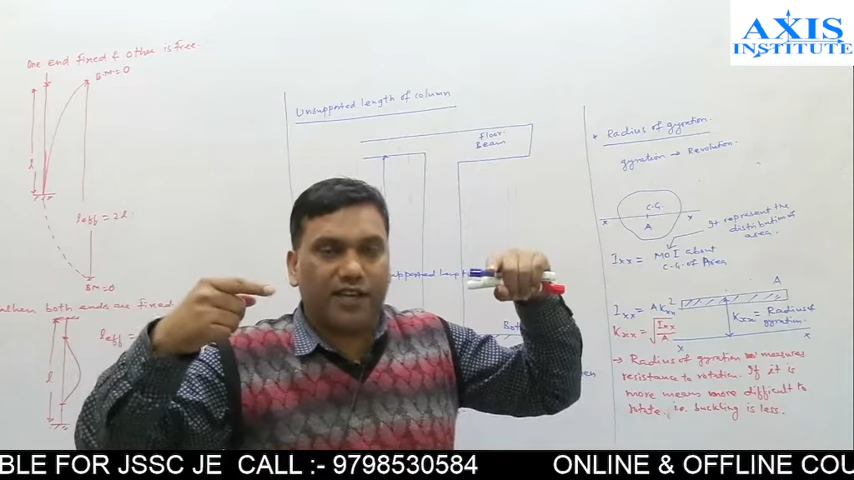 AXIS
INSTITUTE
One end fixed & other is free.
B.M=0
l
leff = 2l
BM=0
both ends are fixed
leff =
l
Unsupported length of column
floor
Beam
* Radius of gyration.
gyration → Revolution.
C.G.
x
x
A
It represent the
distribution of
area.
Ixx = MOI about
C.G. of Area
A
Ixx = A Kxx²
Kxx = √Ixx/A
Kxx = Radius of
gyration.
x
x
→ Radius of gyration measures
resistance to rotation. If it
more means more difficult to
rotate. i.e. buckling is less.
BLE FOR JSSC JE CALL :- 9798530584 ONLINE & OFFLINE COU